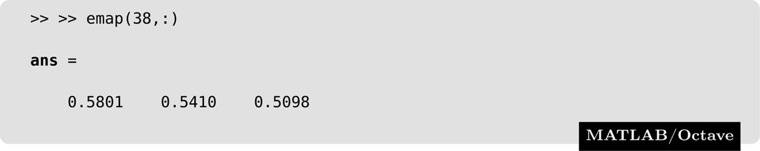 >> >> emap(38,:)
ans =
0.5801 0.5410 0.5098
MATLAB/Octave